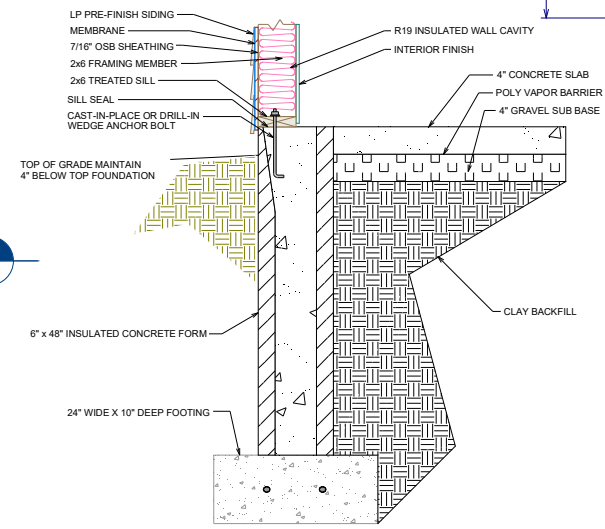 LP PRE-FINISH SIDING
MEMBRANE
7/16" OSB SHEATHING
2x6 FRAMING MEMBER
2x6 TREATED SILL
SILL SEAL
CAST-IN-PLACE OR DRILL-IN
WEDGE ANCHOR BOLT
TOP OF GRADE MAINTAIN
4" BELOW TOP FOUNDATION
6" x 48" INSULATED CONCRETE FORM
24" WIDE X 10" DEEP FOOTING
R19 INSULATED WALL CAVITY
INTERIOR FINISH
4" CONCRETE SLAB
POLY VAPOR BARRIER
4" GRAVEL SUB BASE
CLAY BACKFILL